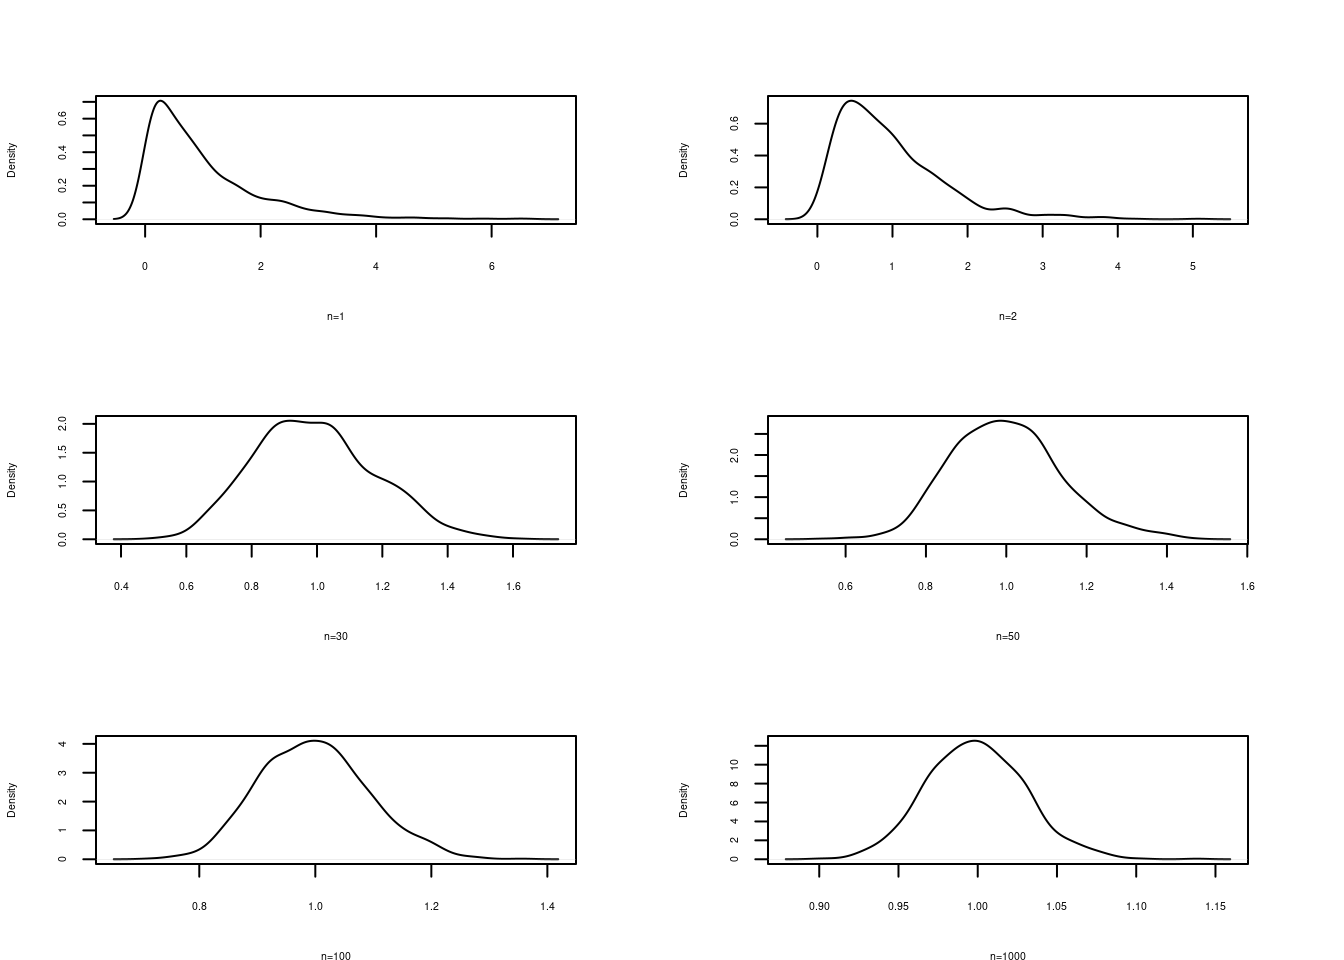 Density
0.0 0.2 0.4 0.6
0 2 4 6
n=1
Density
0.0 0.2 0.4 0.6
0 1 2 3 4 5
n=2
Density
0.0 0.5 1.0 1.5 2.0
0.4 0.6 0.8 1.0 1.2 1.4 1.6
n=30
Density
0.0 1.0 2.0
0.6 0.8 1.0 1.2 1.4 1.6
n=50
Density
0 1 2 3 4
0.8 1.0 1.2 1.4
n=100
Density
0 2 4 6 8 10
0.90 0.95 1.00 1.05 1.10 1.15
n=1000